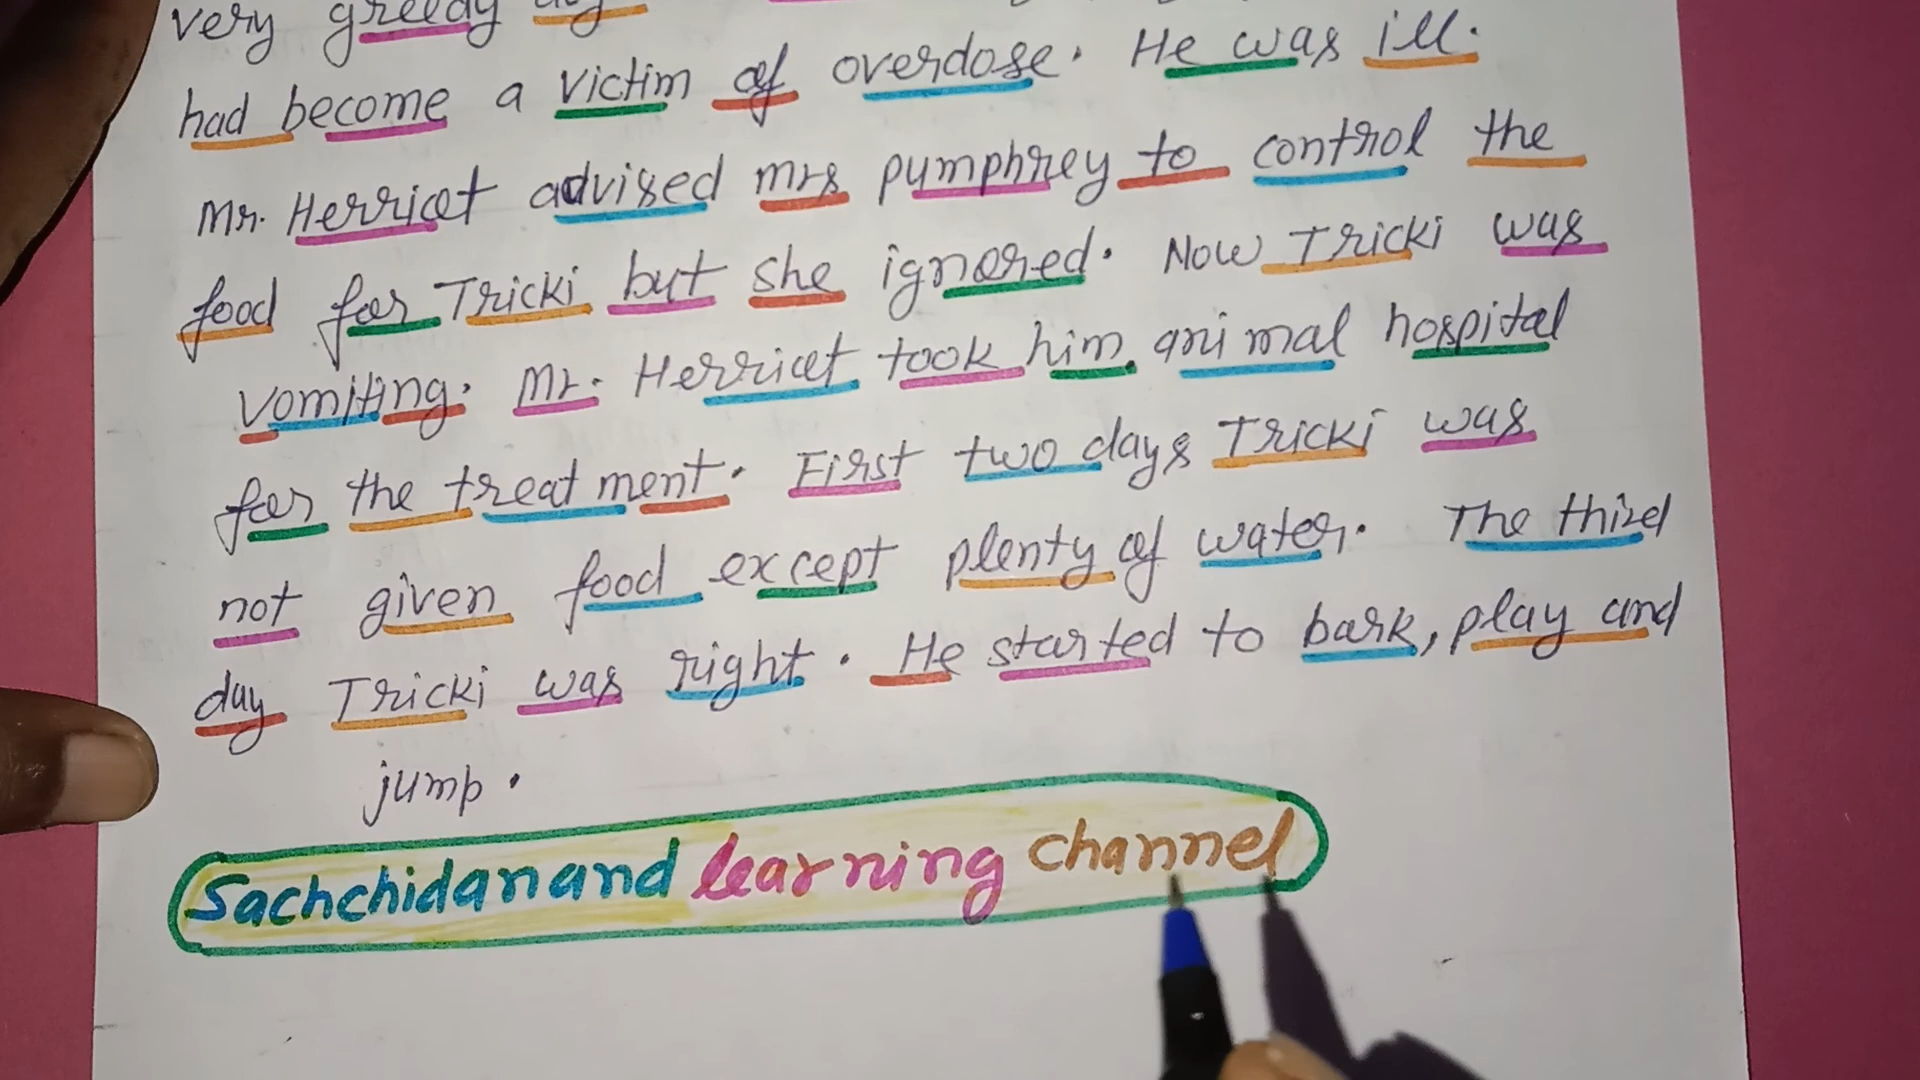 very greedy
had become a victim of overdose. He was ill.
Mr. Herricot advised mrs pumphrey to control the
food for Tricki but she ignored. Now Tricki was
vomiting. Mr. Herricot took him animal hospital
for the treatment. First two days Tricki was
not given food except plenty of water. The third
day Tricki was right. He started to bark, play and
jump.
Sachchidanand learning channel